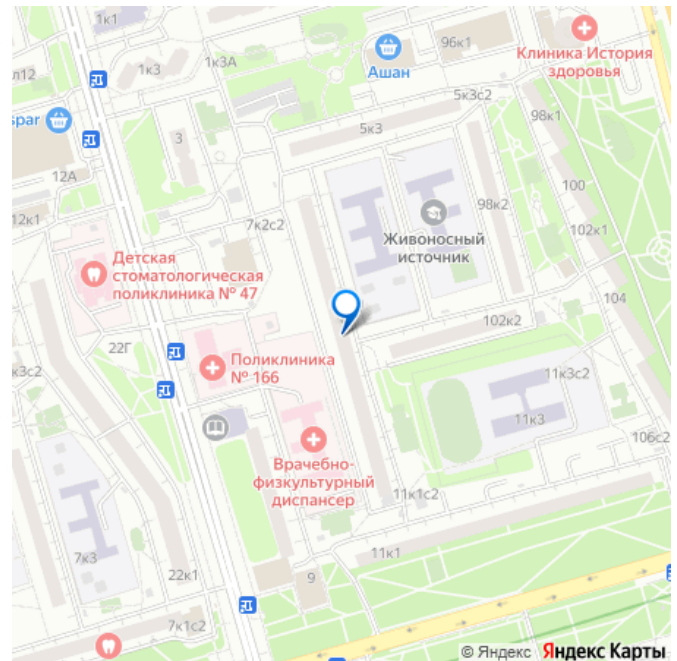 1к1
96к1
Клиника История
здоровья
л12
1к3
1к3А
Ашан
5к3с2
spar
3
5к3
98к1
12А
100
12к1
7к2с2
98к2
Живоносный
источник
102к1
Детская
стоматологическая
поликлиника № 47
104
102к2
22Г
Поликлиника
№ 166
к3с2
11к3с2
11к3
106с2
Врачебно-
физкультурный
диспансер
11к1с2
7к3
11к1
22к1
9
7к1с2
© Яндекс Яндекс Карты